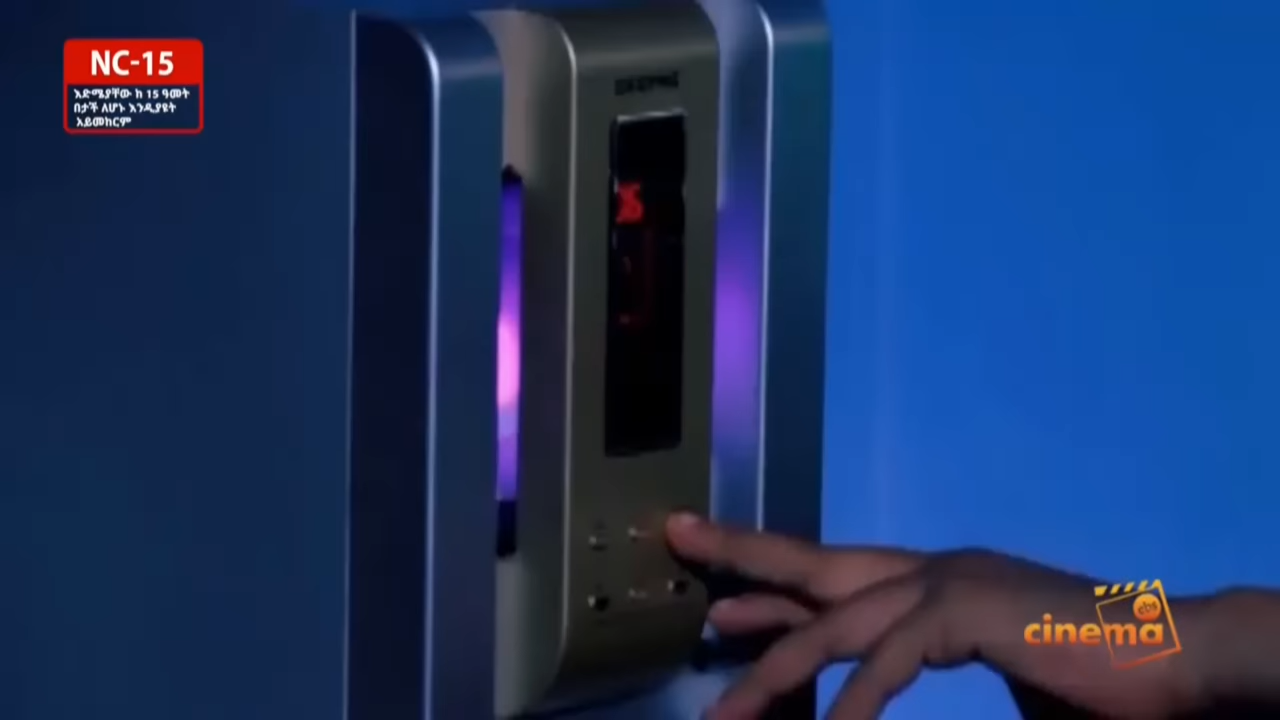 NC-15
እድሜያቸው ከ 15 ዓመት
በታች ለሆኑ እንዲያዩት
አይመከርም
ebs
cinema